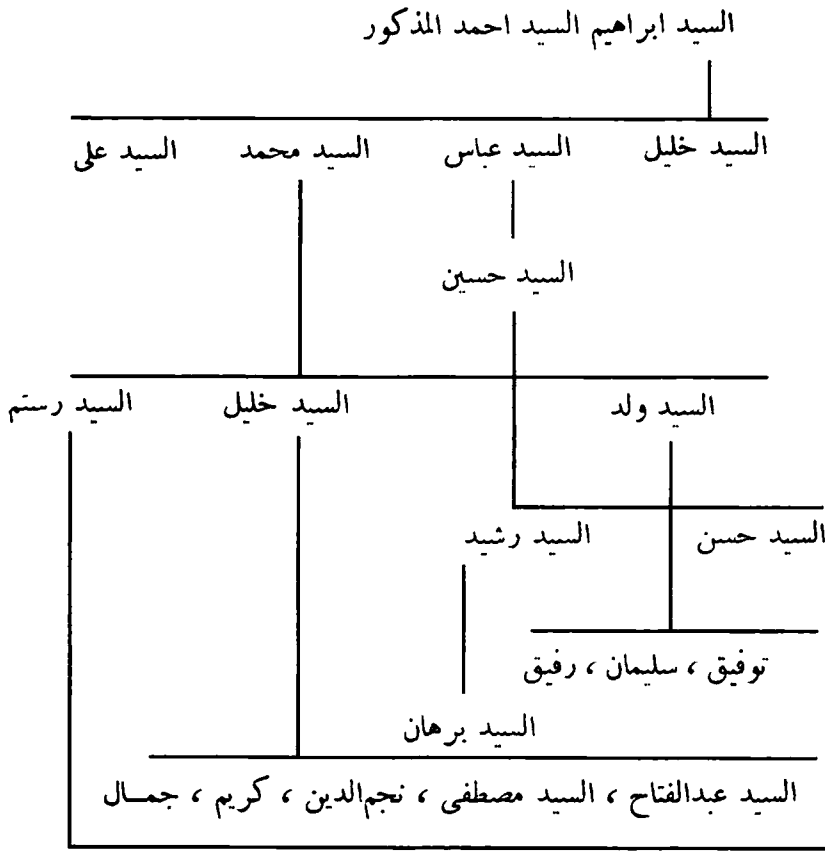 السيد ابراهيم السيد احمد المذكور
السيد خليل السيد عباس السيد محمد السيد على
السيد حسين
السيد ولد السيد خليل السيد رستم
السيد حسن السيد رشيد
توفيق ، سليمان ، رفيق
السيد برهان
السيد عبدالفتاح ، السيد مصطفى ، نجم‌الدين ، كريم ، جمـال